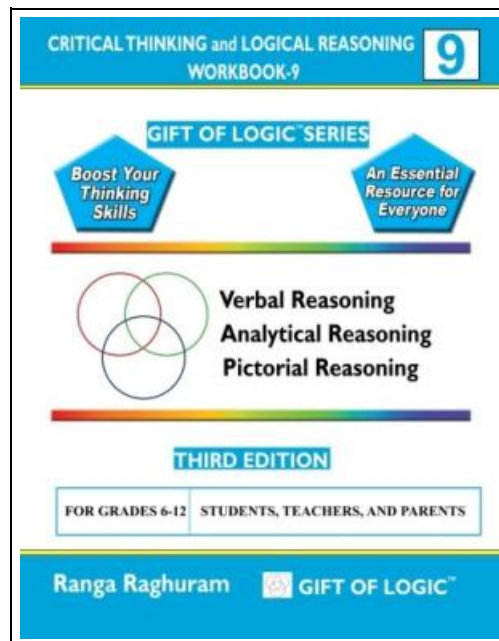 CRITICAL THINKING and LOGICAL REASONING
WORKBOOK-9
9
GIFT OF LOGIC™SERIES
Boost Your
Thinking
Skills
An Essential
Resource for
Everyone
Verbal Reasoning
Analytical Reasoning
Pictorial Reasoning
THIRD EDITION
FOR GRADES 6-12 STUDENTS, TEACHERS, AND PARENTS
Ranga Raghuram GIFT OF LOGIC™